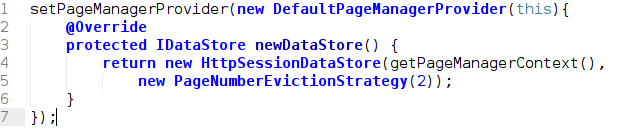 1 setPageManagerProvider(new DefaultPageManagerProvider(this){
2 @Override
3 protected IDataStore newDataStore() {
4 return new HttpSessionDataStore(getPageManagerContext(),
5 new PageNumberEvictionStrategy(2));
6 }
7 });